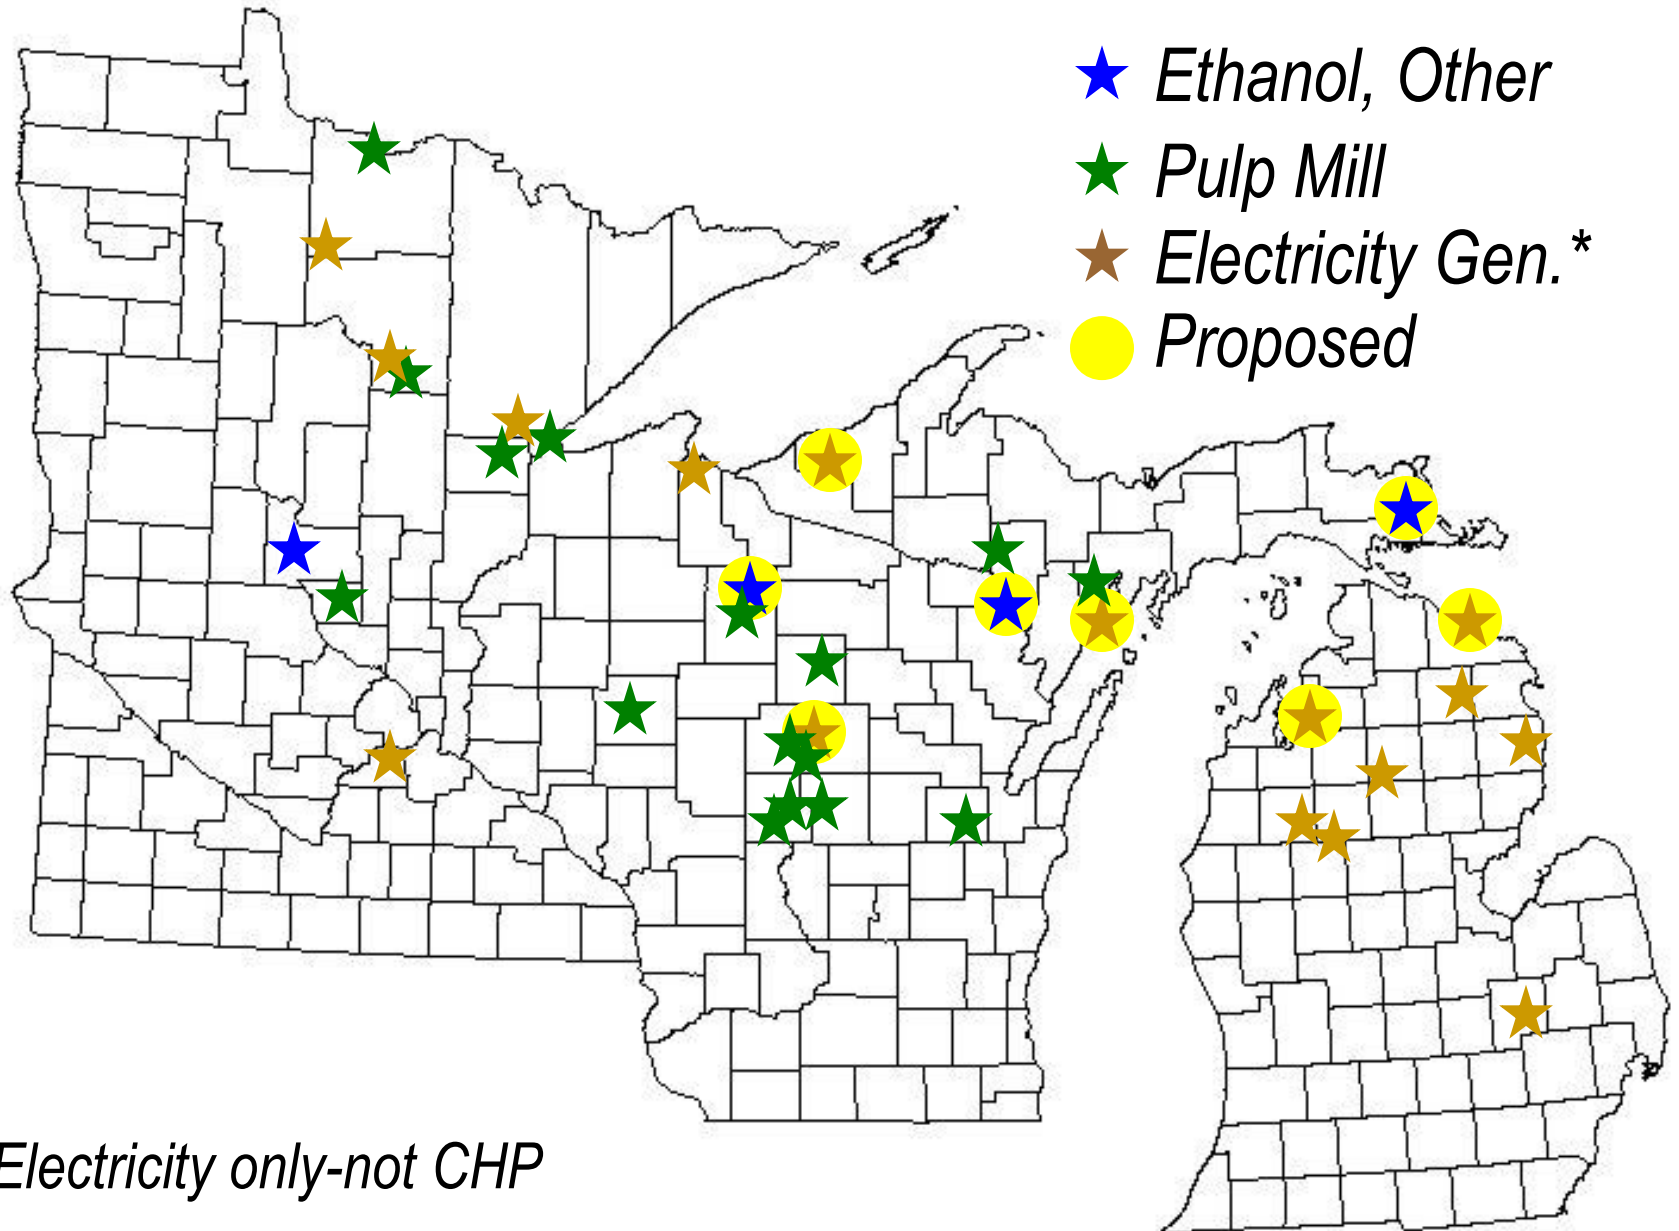 Ethanol, Other
Pulp Mill
Electricity Gen.*
Proposed
Electricity only-not CHP